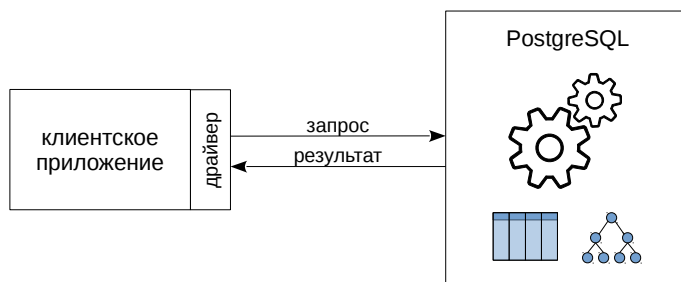 PostgreSQL
клиентское
приложение
драйвер
запрос
результат